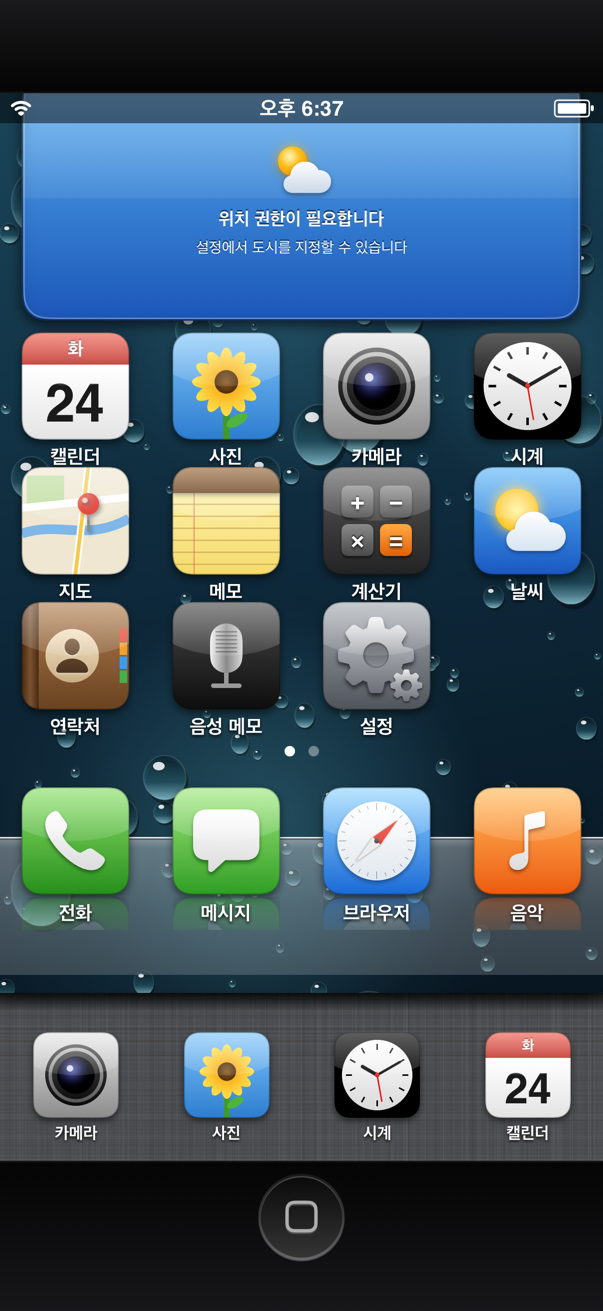 오후 6:37
위치 권한이 필요합니다
설정에서 도시를 지정할 수 있습니다
화
24
캘린더
사진
카메라
시계
지도
메모
+ −
× =
계산기
날씨
연락처
음성 메모
설정
전화
메시지
브라우저
음악
카메라
사진
시계
화
24
캘린더